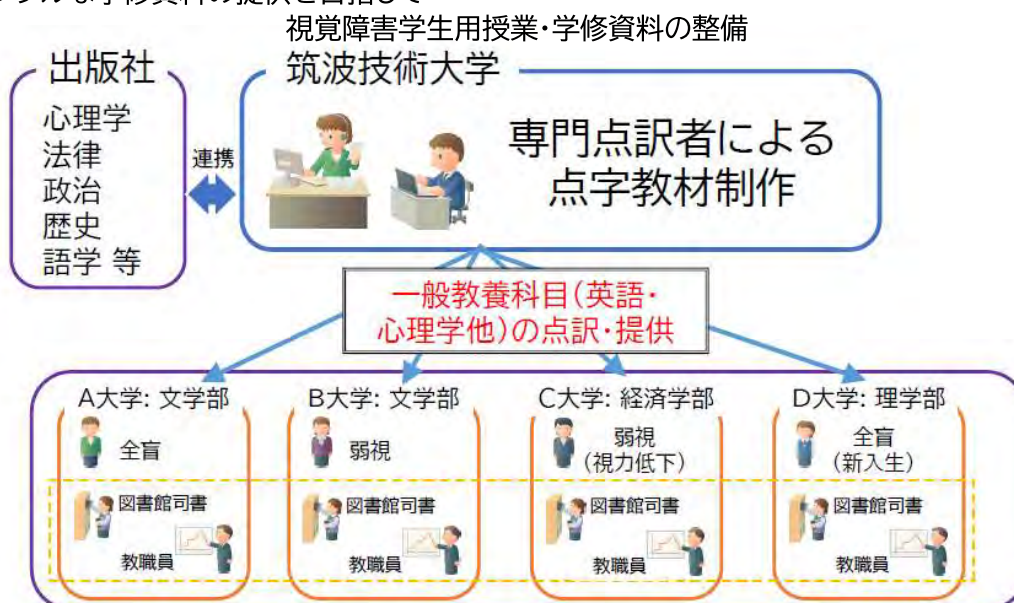 視覚障害学生用授業・学修資料の整備
出版社
心理学
法律
政治
歴史
語学 等
連携
筑波技術大学
専門点訳者による
点字教材制作
一般教養科目(英語・
心理学他)の点訳・提供
A大学: 文学部
全盲
図書館司書
教職員
B大学: 文学部
弱視
図書館司書
教職員
C大学: 経済学部
弱視
(視力低下)
図書館司書
教職員
D大学: 理学部
全盲
(新入生)
図書館司書
教職員